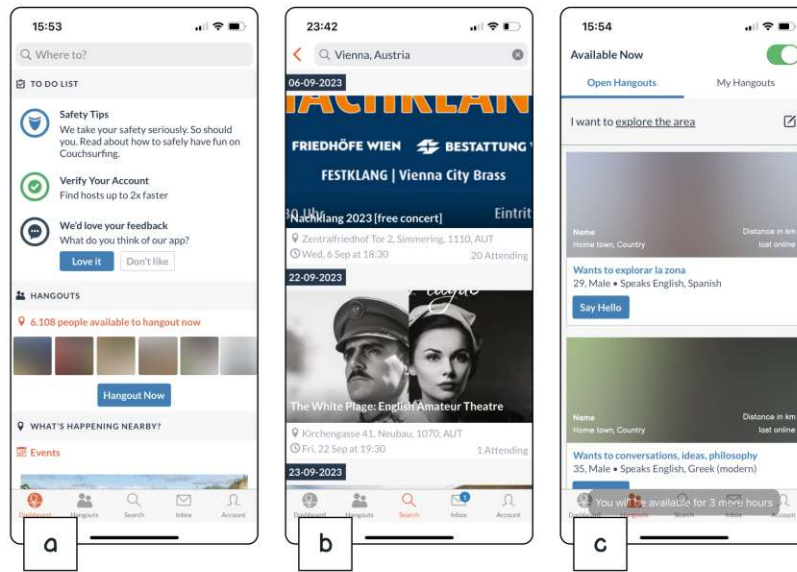 15:53
Where to?
TO DO LIST
Safety Tips
We take your safety seriously. So should
you. Read about how to safely have fun on
Couchsurfing.
Verify Your Account
Find hosts up to 2x faster
We'd love your feedback
What do you think of our app?
Love it Don't like
HANGOUTS
6.108 people available to hangout now
Hangout Now
WHAT'S HAPPENING NEARBY?
Events
Dashboard Hangouts Search Inbox Account
a
23:42
Vienna, Austria
06-09-2023
NACHKLANG
FRIEDHÖFE WIEN BESTATTUNG
FESTKLANG | Vienna City Brass
Eintrit
Nachklang 2023 [free concert]
Zentralfriedhof Tor 2, Simmering, 1110, AUT
Wed, 6 Sep at 18:30 20 Attending
22-09-2023
The White Plage: English Amateur Theatre
Kirchengasse 41, Neubau, 1070, AUT
Fri, 22 Sep at 19:30 1 Attending
23-09-2023
Dashboard Hangouts Search Inbox Account
1
b
15:54
Available Now
Open Hangouts My Hangouts
I want to explore the area
Name Distance in km
Home town, Country last online
Wants to explorar la zona
29, Male • Speaks English, Spanish
Say Hello
Name Distance in km
Home town, Country last online
Wants to conversations, ideas, philosophy
35, Male • Speaks English, Greek (modern)
You will be available for 3 more hours
Hangouts Inbox Account
c